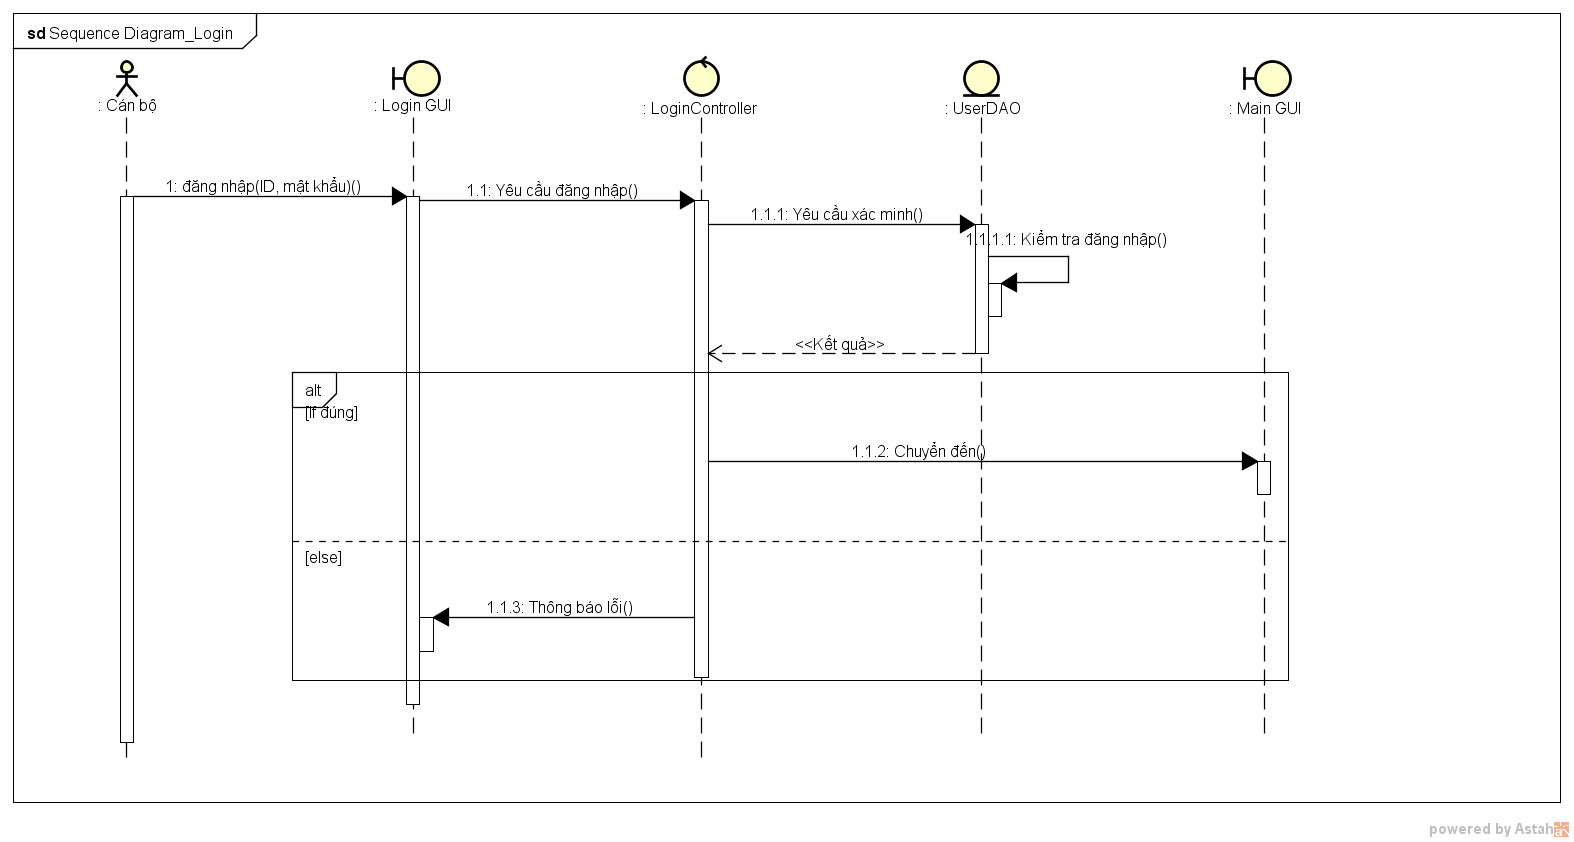 sd Sequence Diagram_Login
: Cán bộ
: Login GUI
: LoginController
: UserDAO
: Main GUI
1: đăng nhập(ID, mật khẩu)()
1.1: Yêu cầu đăng nhập()
1.1.1: Yêu cầu xác minh()
1.1.1.1: Kiểm tra đăng nhập()
<<Kết quả>>
alt
[If đúng]
1.1.2: Chuyển đến()
[else]
1.1.3: Thông báo lỗi()
powered by Astah